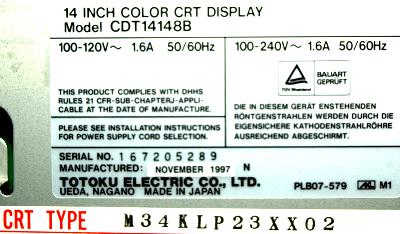 14 INCH COLOR CRT DISPLAY
Model CDT14148B
100-120V～ 1.6A 50/60Hz
100-240V～ 1.6A 50/60Hz
THIS PRODUCT COMPLIES WITH DHHS
RULES 21 CFR-SUB-CHAPTERJ-APPLI-
CABLE AT THE DATE OF MANUFACTURE.
TÜV Rheinland
BAUART
GEPRÜFT
DIE IN DIESEM GERÄT ENSTEHENDEN
RÖNTGENSTRAHLEN WERDEN DURCH DIE
EIGENSICHERE KATHODENSTRAHLRÖHRE
AUSREICHEND ABGESCHIRMT.
PLEASE SEE INSTALLATION INSTRUCTIONS
FOR POWER SUPPLY CORD SELECTION.
SERIAL NO. 167205289
MANUFACTURED: NOVEMBER 1997 N
TOTOKU ELECTRIC CO., LTD.
UEDA, NAGANO MADE IN JAPAN
PLB07-579 M1
CRT TYPE M34KLP23XX02